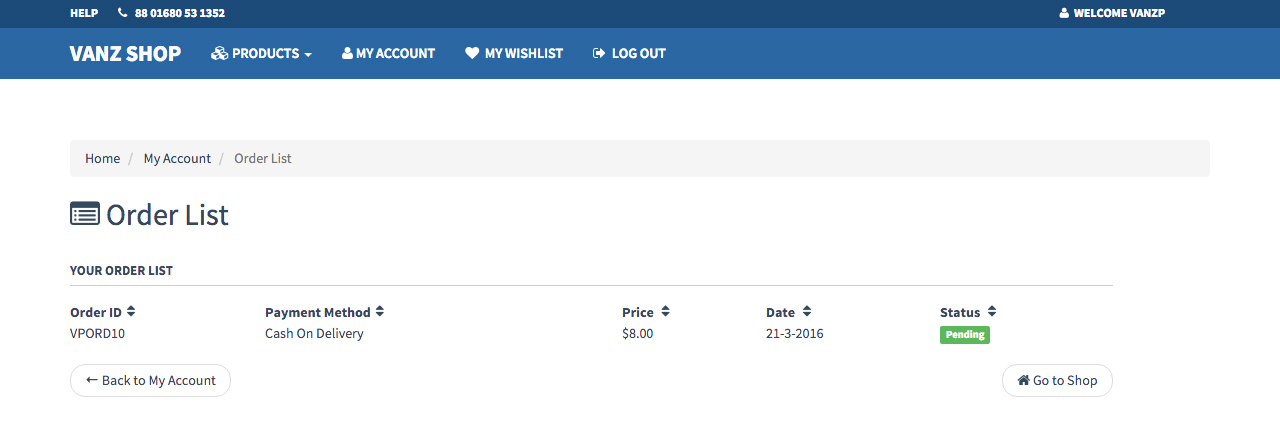 HELP 88 01680 53 1352 WELCOME VANZP
VANZ SHOP PRODUCTS MY ACCOUNT MY WISHLIST LOG OUT
Home / My Account / Order List
Order List
YOUR ORDER LIST
Order ID Payment Method Price Date Status
VPORD10 Cash On Delivery $8.00 21-3-2016 Pending
Back to My Account Go to Shop